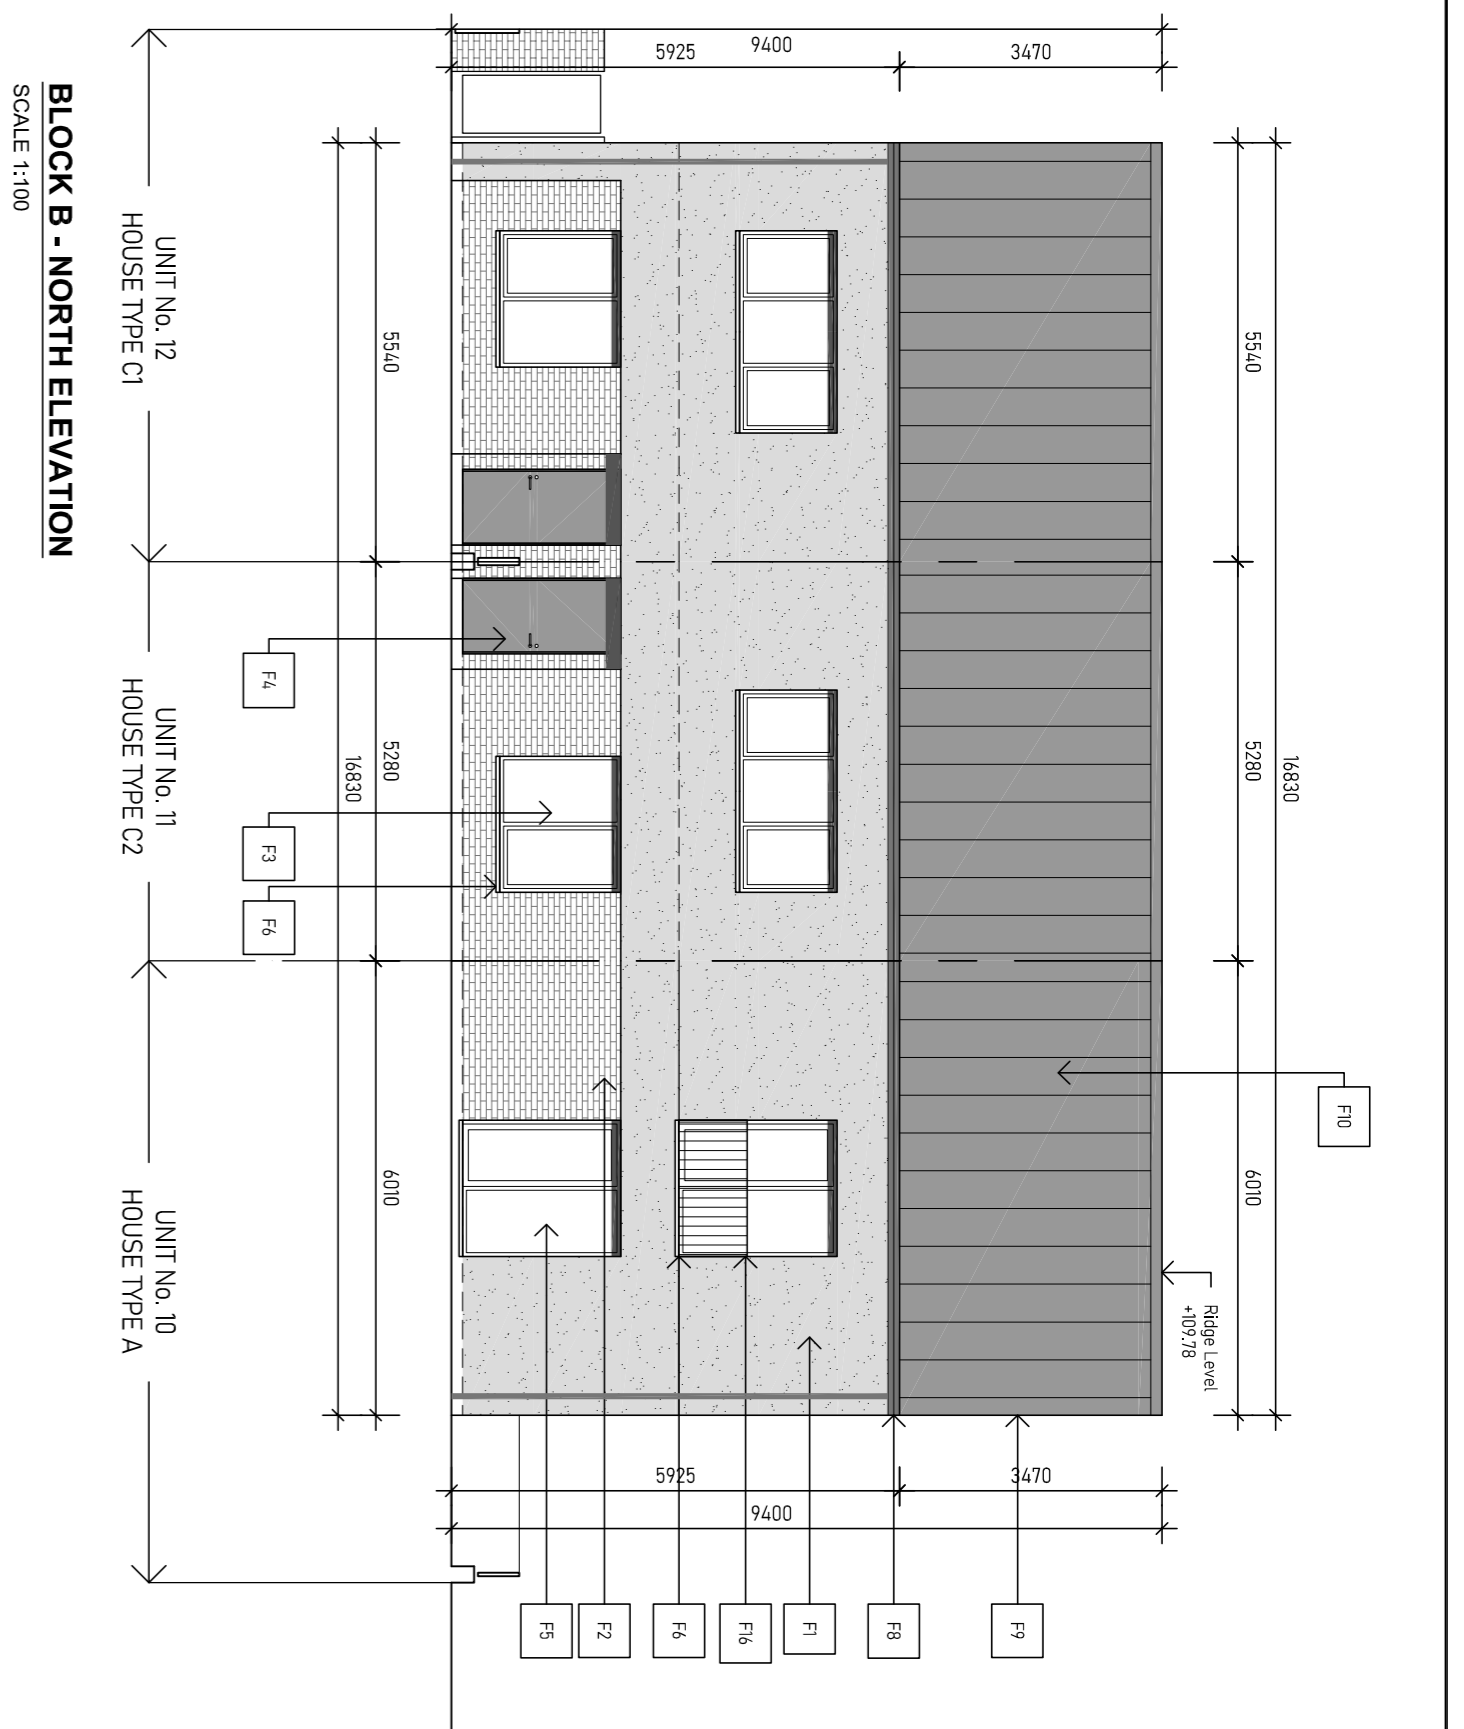 16830
5540
5280
6010
F10
Ridge Level
+109.78
3470
5925
9400
3470
5925
9400
F9
F8
F1
F16
F6
F2
F5
F4
F3
F6
5540
5280
6010
16830
UNIT No. 12
HOUSE TYPE C1
UNIT No. 11
HOUSE TYPE C2
UNIT No. 10
HOUSE TYPE A
BLOCK B - NORTH ELEVATION
SCALE 1:100